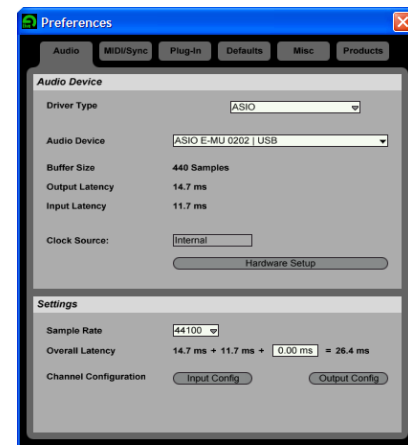 Preferences
Audio MIDI/Sync Plug-In Defaults Misc Products
Audio Device
Driver Type ASIO
Audio Device ASIO E-MU 0202 | USB
Buffer Size 440 Samples
Output Latency 14.7 ms
Input Latency 11.7 ms
Clock Source: Internal
Hardware Setup
Settings
Sample Rate 44100
Overall Latency 14.7 ms + 11.7 ms + 0.00 ms = 26.4 ms
Channel Configuration Input Config Output Config